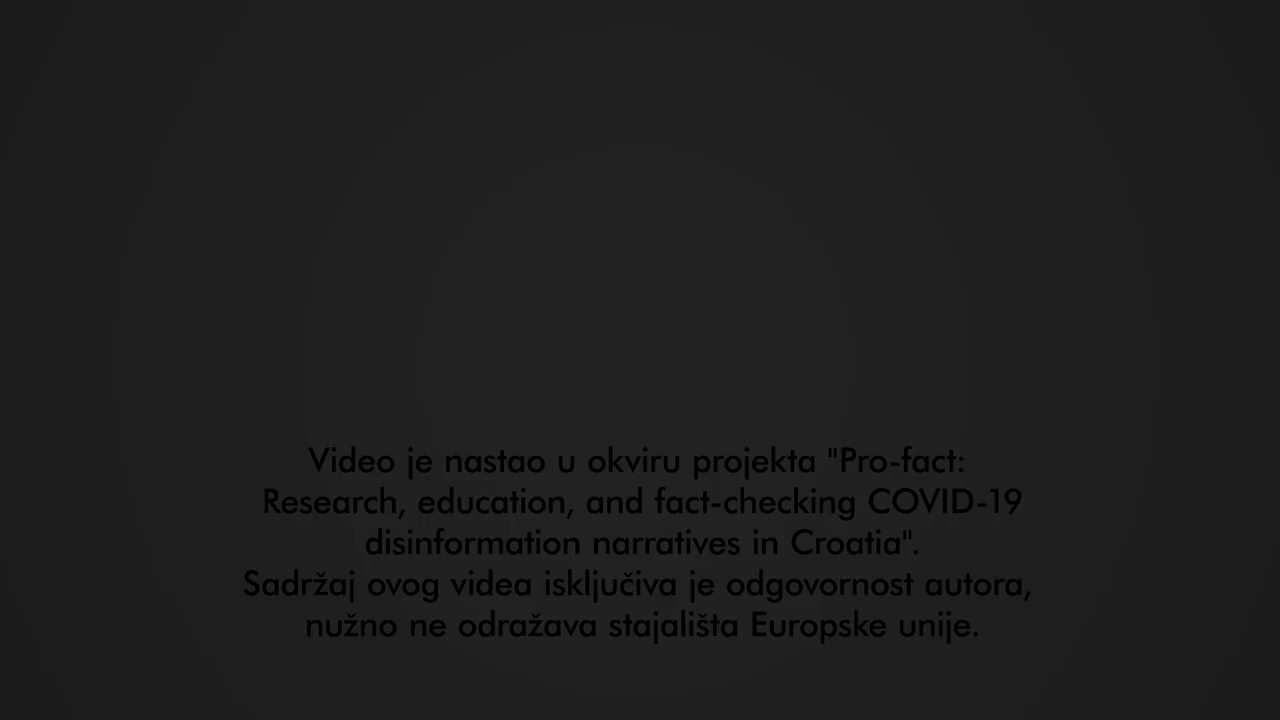 Video je nastao u okviru projekta "Pro-fact:
Research, education, and fact-checking COVID-19
disinformation narratives in Croatia".
Sadržaj ovog videa isključiva je odgovornost autora,
nužno ne odražava stajališta Europske unije.